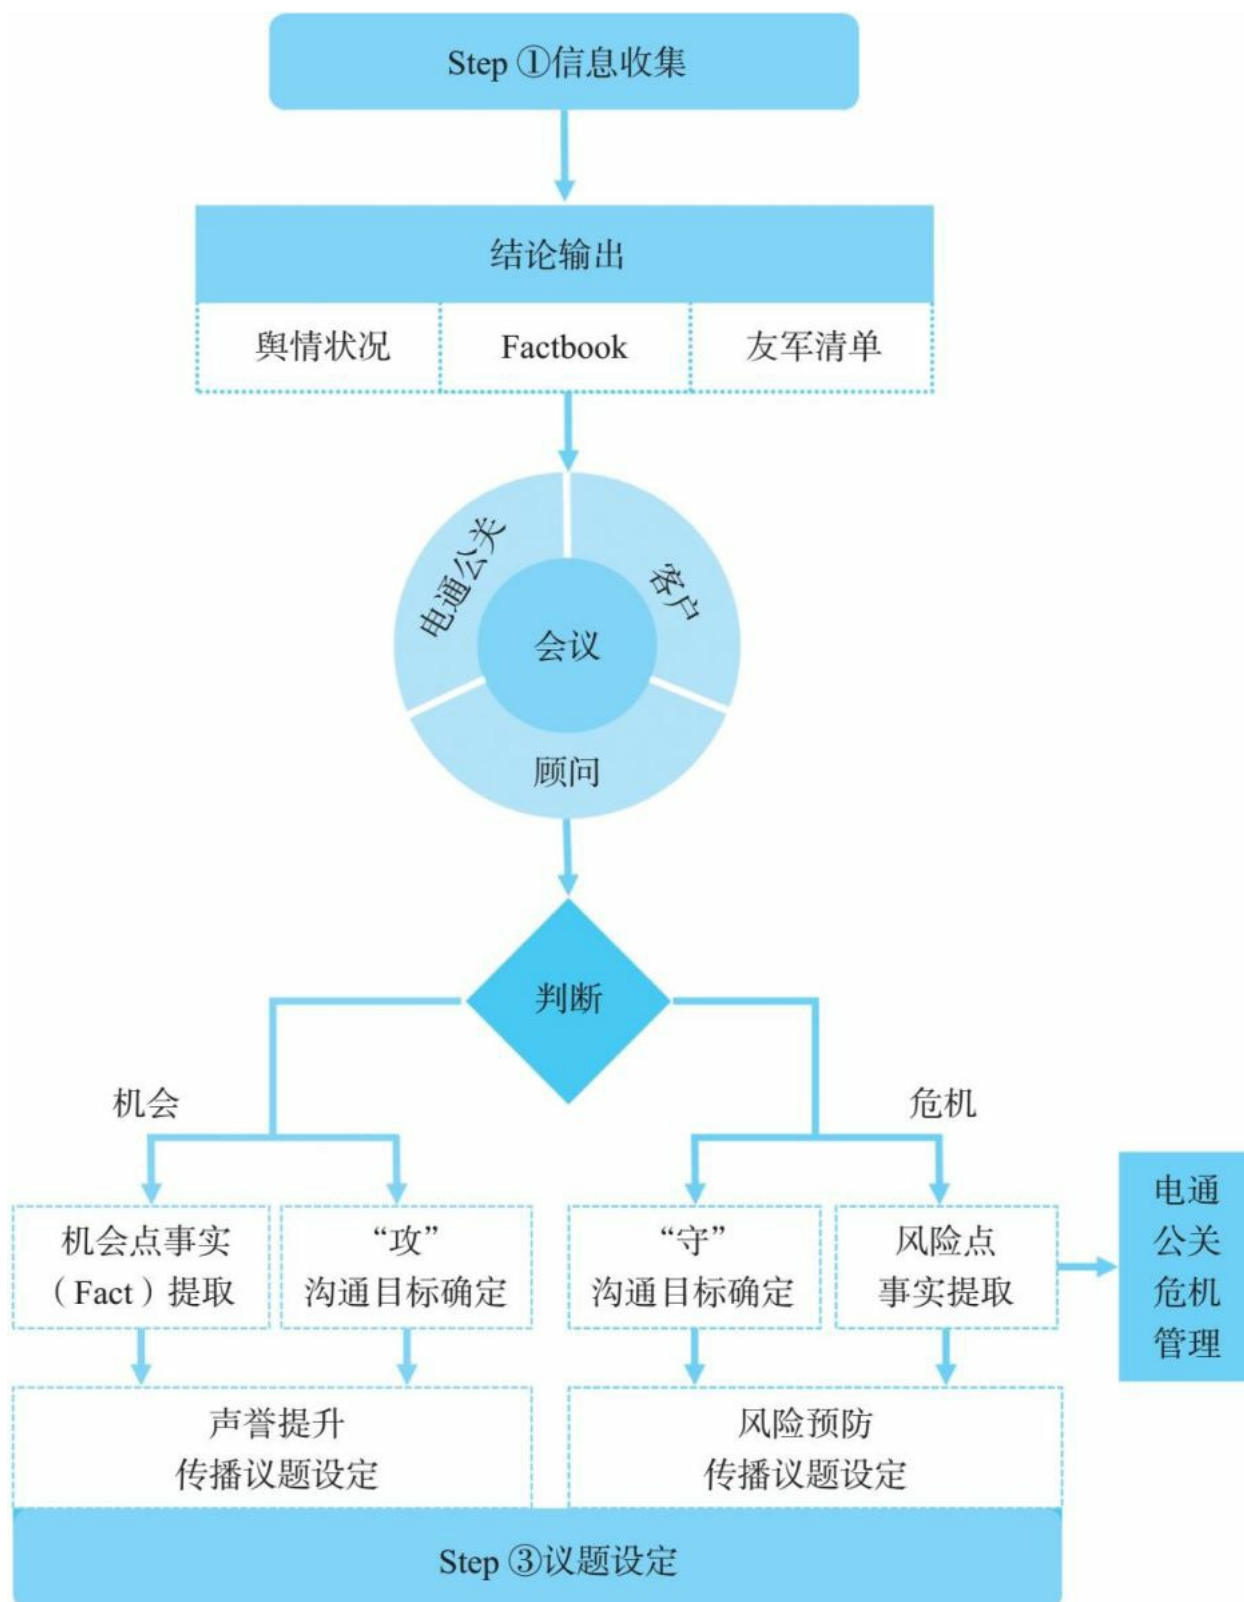 Step ①信息收集
结论输出
舆情状况
Factbook
友军清单
电通公关
客户
会议
顾问
判断
机会
危机
机会点事实
（Fact）提取
“攻”
沟通目标确定
“守”
沟通目标确定
风险点
事实提取
电通
公关
危机
管理
声誉提升
传播议题设定
风险预防
传播议题设定
Step ③议题设定